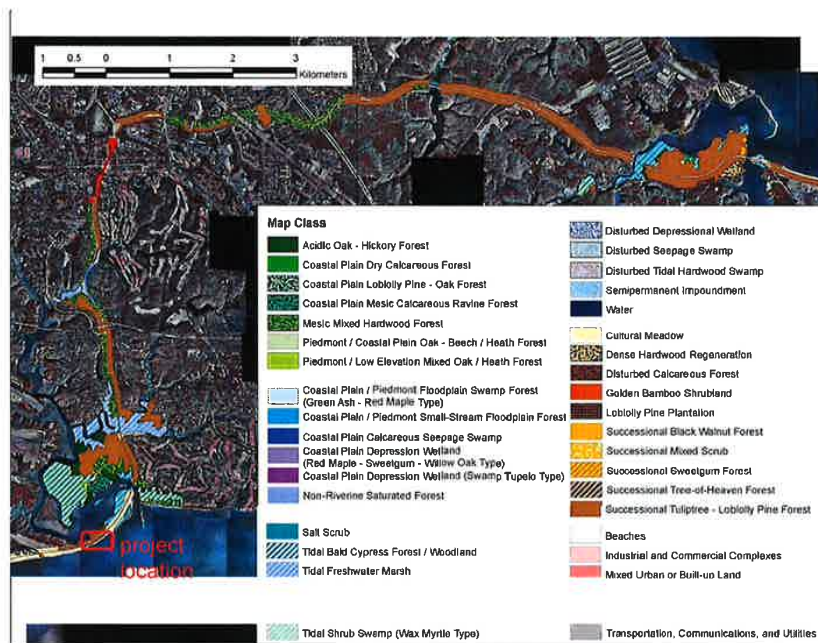 1 0.5 0 1 2 3
Kilometers
Map Class
Acidic Oak - Hickory Forest
Coastal Plain Dry Calcareous Forest
Coastal Plain Loblolly Pine - Oak Forest
Coastal Plain Mesic Calcareous Ravine Forest
Mesic Mixed Hardwood Forest
Piedmont / Coastal Plain Oak - Beech / Heath Forest
Piedmont / Low Elevation Mixed Oak / Heath Forest
Coastal Plain / Piedmont Floodplain Swamp Forest
(Green Ash - Red Maple Type)
Coastal Plain / Piedmont Small-Stream Floodplain Forest
Coastal Plain Calcareous Seepage Swamp
Coastal Plain Depression Wetland
(Red Maple - Sweetgum - Willow Oak Type)
Coastal Plain Depression Wetland (Swamp Tupelo Type)
Non-Riverine Saturated Forest
Salt Scrub
Tidal Bald Cypress Forest / Woodland
Tidal Freshwater Marsh
Tidal Shrub Swamp (Wax Myrtle Type)
Disturbed Depressional Wetland
Disturbed Seepage Swamp
Disturbed Tidal Hardwood Swamp
Semipermanent Impoundment
Water
Cultural Meadow
Dense Hardwood Regeneration
Disturbed Calcareous Forest
Golden Bamboo Shrubland
Loblolly Pine Plantation
Successional Black Walnut Forest
Successional Mixed Scrub
Successional Sweetgum Forest
Successional Tree-of-Heaven Forest
Successional Tuliptree - Loblolly Pine Forest
Beaches
Industrial and Commercial Complexes
Mixed Urban or Built-up Land
Transportation, Communications, and Utilities
project
location